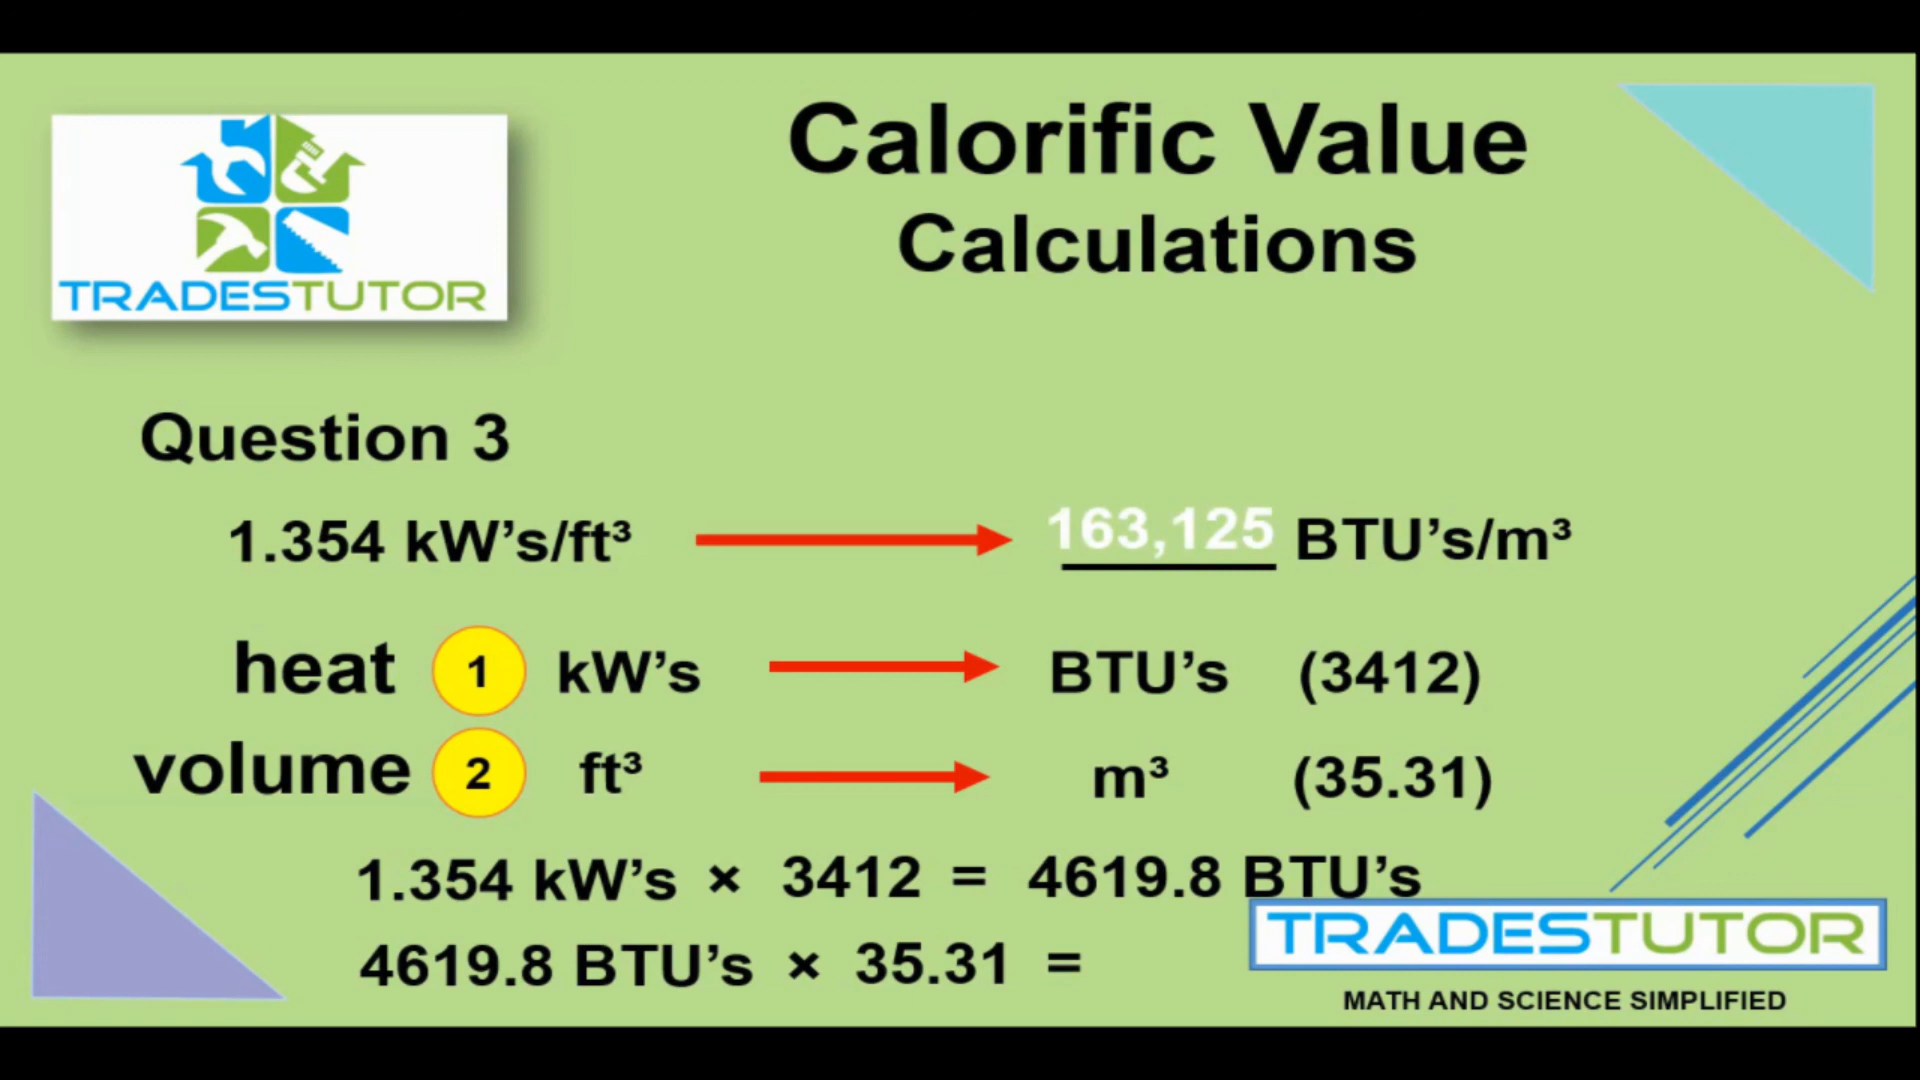 Calorific Value
Calculations
TRADESTUTOR
Question 3
1.354 kW’s/ft³ 163,125 BTU’s/m³
heat 1 kW’s BTU’s (3412)
volume 2 ft³ m³ (35.31)
1.354 kW’s × 3412 = 4619.8 BTU’s
4619.8 BTU’s × 35.31 =
TRADESTUTOR
MATH AND SCIENCE SIMPLIFIED